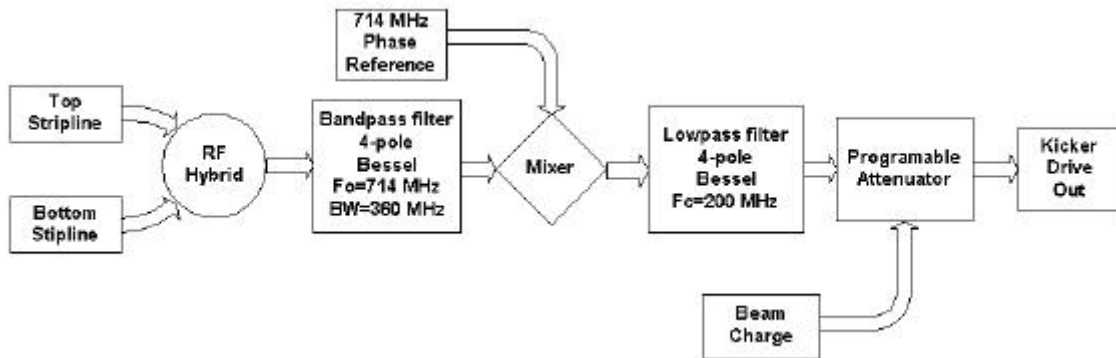 714 MHz
Phase
Reference
Top
Stripline
Bottom
Stipline
RF
Hybrid
Bandpass filter
4-pole
Bessel
Fo=714 MHz
BW=360 MHz
Mixer
Lowpass filter
4-pole
Bessel
Fc=200 MHz
Programable
Attenuator
Kicker
Drive
Out
Beam
Charge